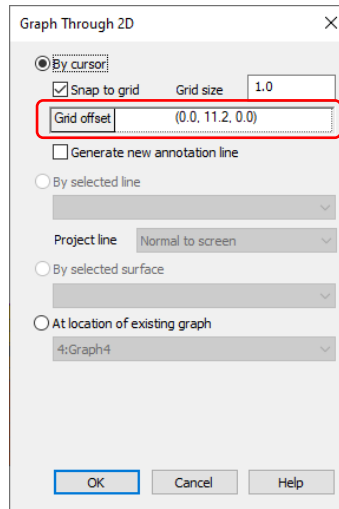 Graph Through 2D
By cursor
Snap to grid Grid size 1.0
Grid offset (0.0, 11.2, 0.0)
Generate new annotation line
By selected line
Project line Normal to screen
By selected surface
At location of existing graph
4:Graph4
OK Cancel Help